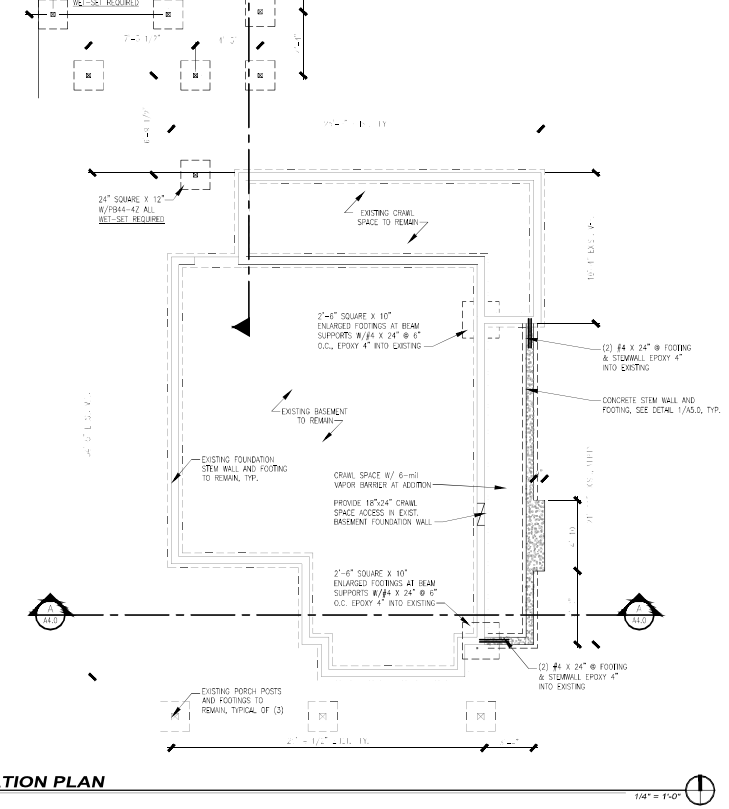 WET-SET REQUIRED
24" SQUARE X 12"
W/PB44-4Z ALL
WET-SET REQUIRED
EXISTING CRAWL
SPACE TO REMAIN
2'-6" SQUARE X 10"
ENLARGED FOOTINGS AT BEAM
SUPPORTS W/#4 X 24" @ 6"
O.C., EPOXY 4" INTO EXISTING
(2) #4 X 24" @ FOOTING
& STEMWALL EPOXY 4"
INTO EXISTING
CONCRETE STEM WALL AND
FOOTING, SEE DETAIL 1/A5.0, TYP.
EXISTING BASEMENT
TO REMAIN
EXISTING FOUNDATION
STEM WALL AND FOOTING
TO REMAIN, TYP.
CRAWL SPACE W/ 6-mil
VAPOR BARRIER AT ADDITION
PROVIDE 18"x24" CRAWL
SPACE ACCESS IN EXIST.
BASEMENT FOUNDATION WALL
2'-6" SQUARE X 10"
ENLARGED FOOTINGS AT BEAM
SUPPORTS W/#4 X 24" @ 6"
O.C. EPOXY 4" INTO EXISTING
A
A4.0
A
A4.0
(2) #4 X 24" @ FOOTING
& STEMWALL EPOXY 4"
INTO EXISTING
EXISTING PORCH POSTS
AND FOOTINGS TO
REMAIN, TYPICAL OF (3)
TION PLAN
1/4" = 1'-0"